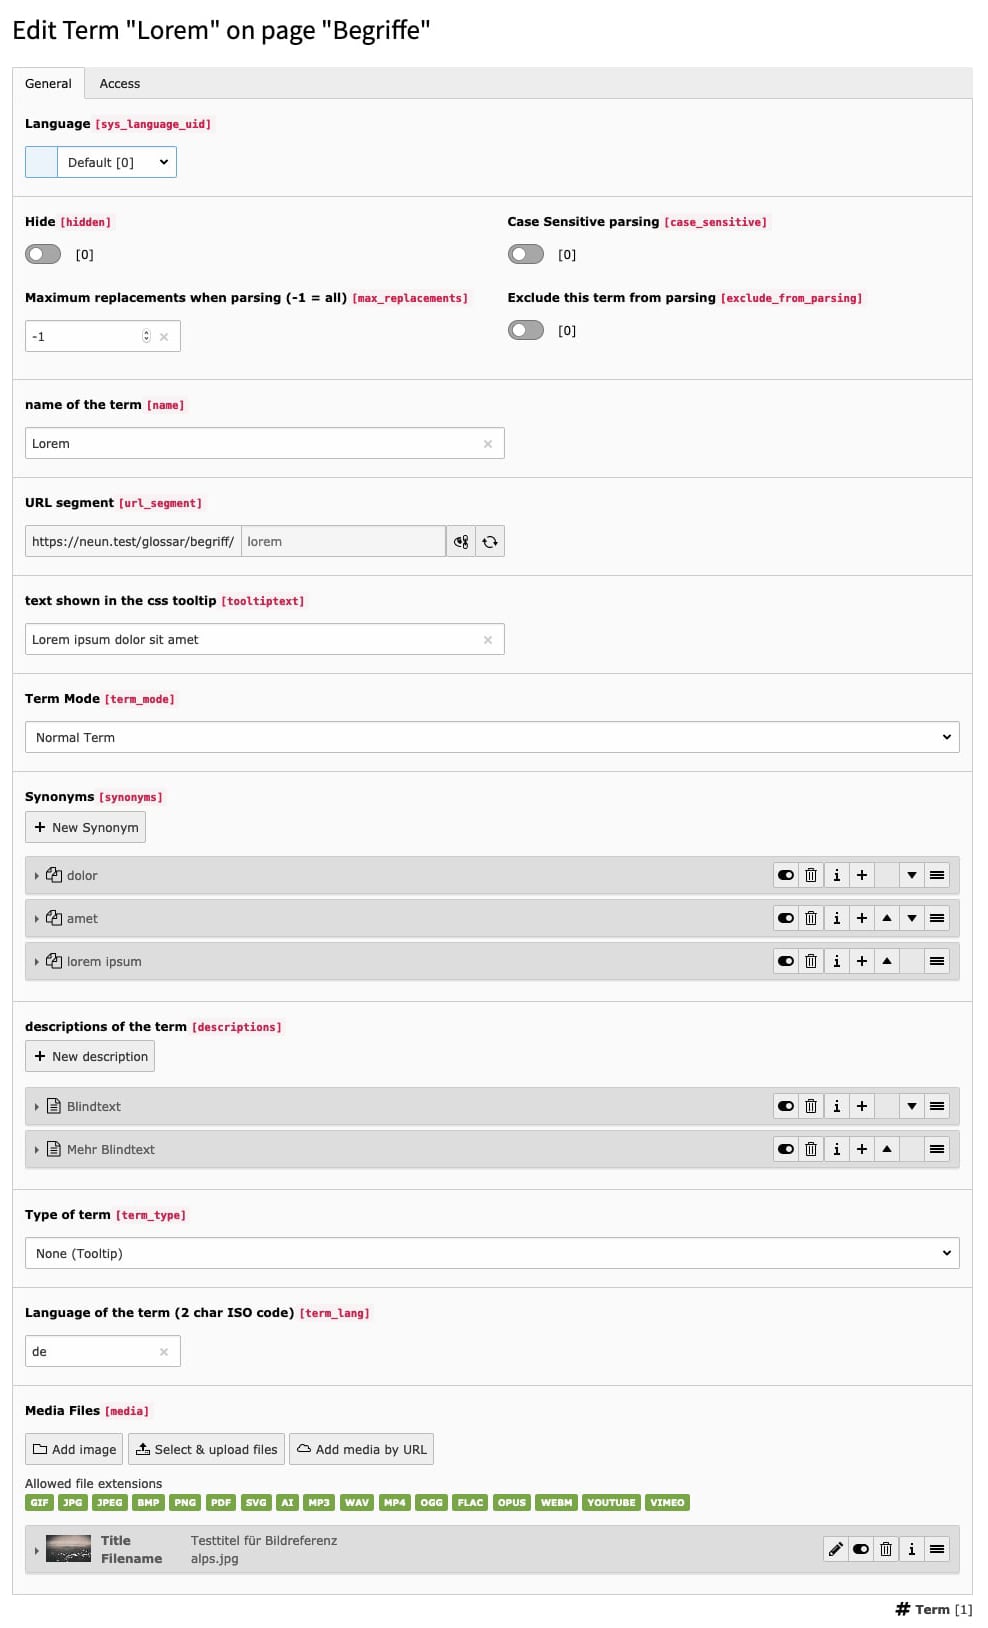 Edit Term "Lorem" on page "Begriffe"
General Access
Language [sys_language_uid]
Default [0]
Hide [hidden] Case Sensitive parsing [case_sensitive]
[0] [0]
Maximum replacements when parsing (-1 = all) [max_replacements] Exclude this term from parsing [exclude_from_parsing]
-1 [0]
name of the term [name]
Lorem
URL segment [url_segment]
https://neun.test/glossar/begriff/ lorem
text shown in the css tooltip [tooltiptext]
Lorem ipsum dolor sit amet
Term Mode [term_mode]
Normal Term
Synonyms [synonyms]
+ New Synonym
dolor
amet
lorem ipsum
descriptions of the term [descriptions]
+ New description
Blindtext
Mehr Blindtext
Type of term [term_type]
None (Tooltip)
Language of the term (2 char ISO code) [term_lang]
de
Media Files [media]
Add image Select & upload files Add media by URL
Allowed file extensions
GIF JPG JPEG BMP PNG PDF SVG AI MP3 WAV MP4 OGG FLAC OPUS WEBM YOUTUBE VIMEO
Title Testtitel für Bildreferenz
Filename alps.jpg
# Term [1]